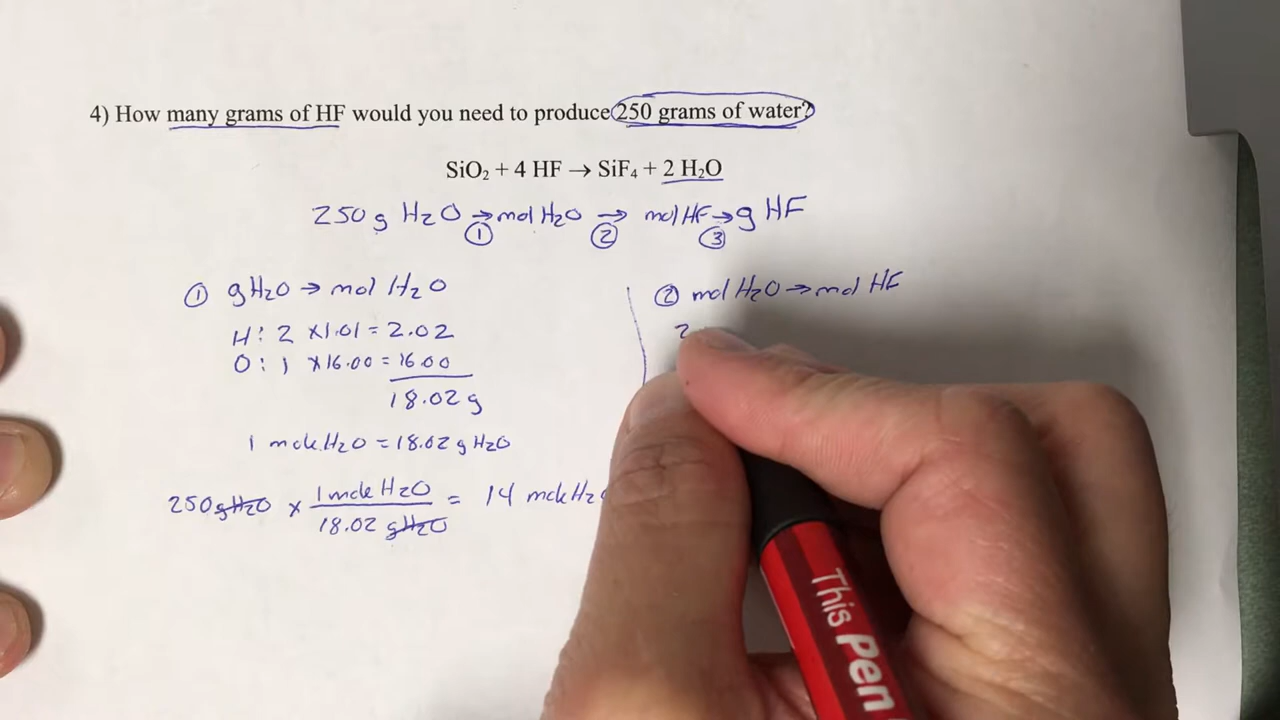 4) How many grams of HF would you need to produce 250 grams of water?
SiO₂ + 4 HF → SiF₄ + 2 H₂O
250 g H₂O → mol H₂O → mol HF → g HF
① ② ③
① g H₂O → mol H₂O
H: 2 × 1.01 = 2.02
O: 1 × 16.00 = 16.00
18.02 g
1 mole H₂O = 18.02 g H₂O
250 g H₂O × 1 mole H₂O = 14 mole H₂
18.02 g H₂O
② mol H₂O → mol HF
2
This Pen